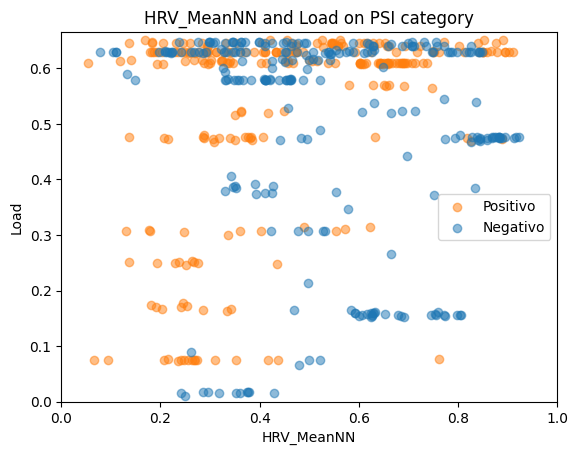 HRV_MeanNN and Load on PSI category
Load
0.6
0.5
0.4
0.3
0.2
0.1
0.0
Positivo
Negativo
0.0 0.2 0.4 0.6 0.8 1.0
HRV_MeanNN